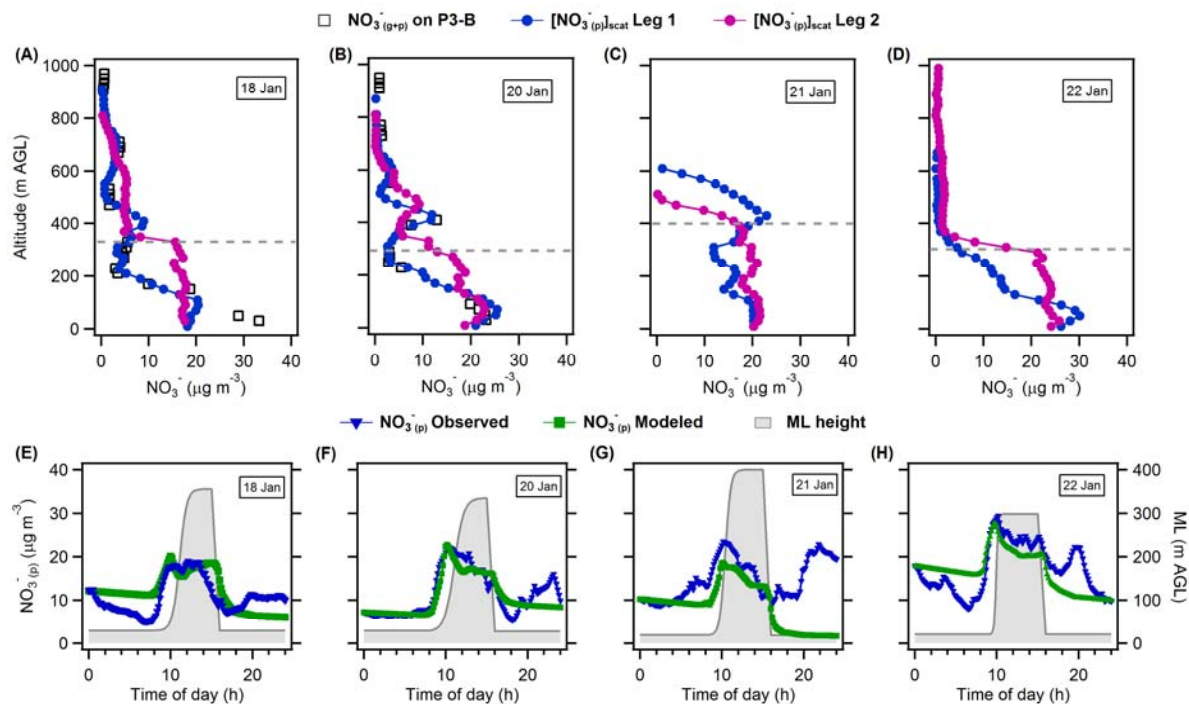 NO3-(g+p) on P3-B [NO3-(p)]scat Leg 1 [NO3-(p)]scat Leg 2
(A) (B) (C) (D)
1000
18 Jan 20 Jan 21 Jan 22 Jan
800
600
400
200
0
Altitude (m AGL)
0 10 20 30 40 0 10 20 30 40 0 10 20 30 40 0 10 20 30 40
NO3- (µg m-3) NO3- (µg m-3) NO3- (µg m-3) NO3- (µg m-3)
NO3-(p) Observed NO3-(p) Modeled ML height
(E) (F) (G) (H)
40 400
18 Jan 20 Jan 21 Jan 22 Jan
30 300
20 200
10 100
0 0
NO3-(p) (µg m-3)
ML (m AGL)
0 10 20 0 10 20 0 10 20 0 10 20
Time of day (h) Time of day (h) Time of day (h) Time of day (h)